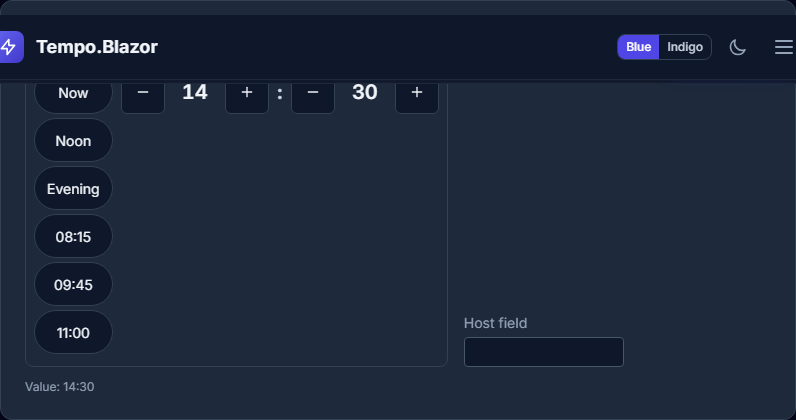 Tempo.Blazor
Blue Indigo
Now − 14 + : − 30 +
Noon
Evening
08:15
09:45
11:00
Host field
Value: 14:30